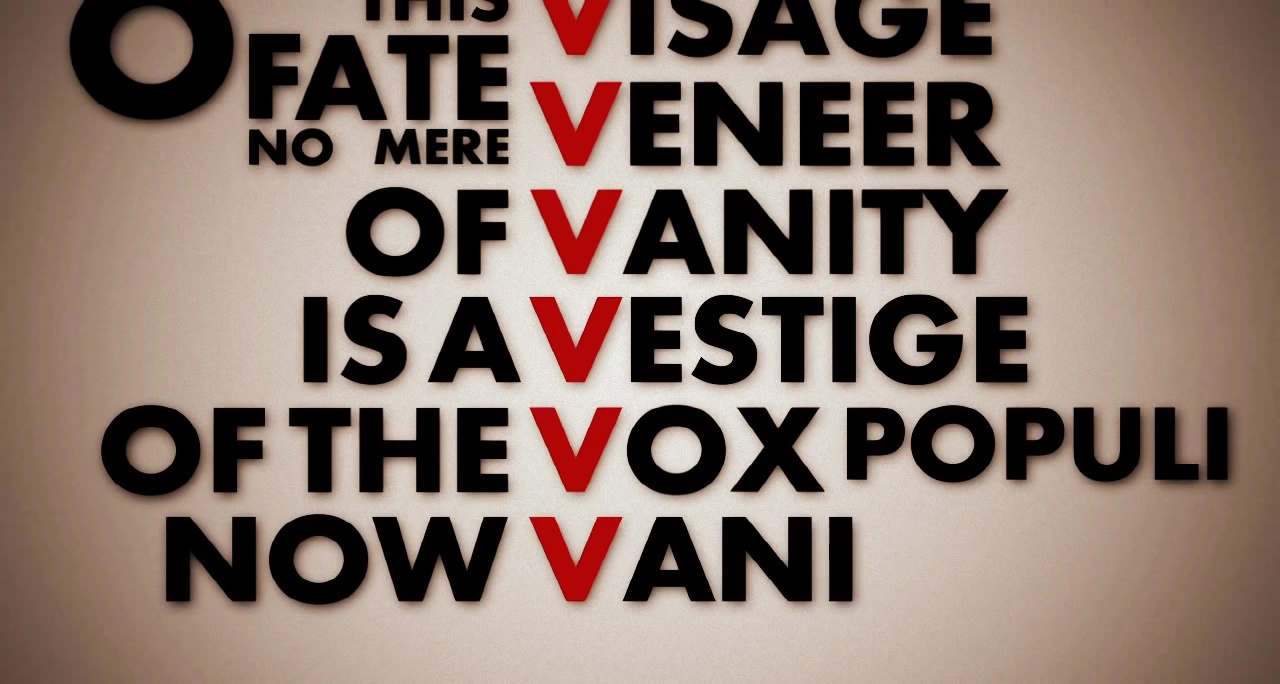 THIS VISAGE
O FATE VENEER
NO MERE
OF VANITY
IS A VESTIGE
OF THE VOX POPULI
NOW VANI